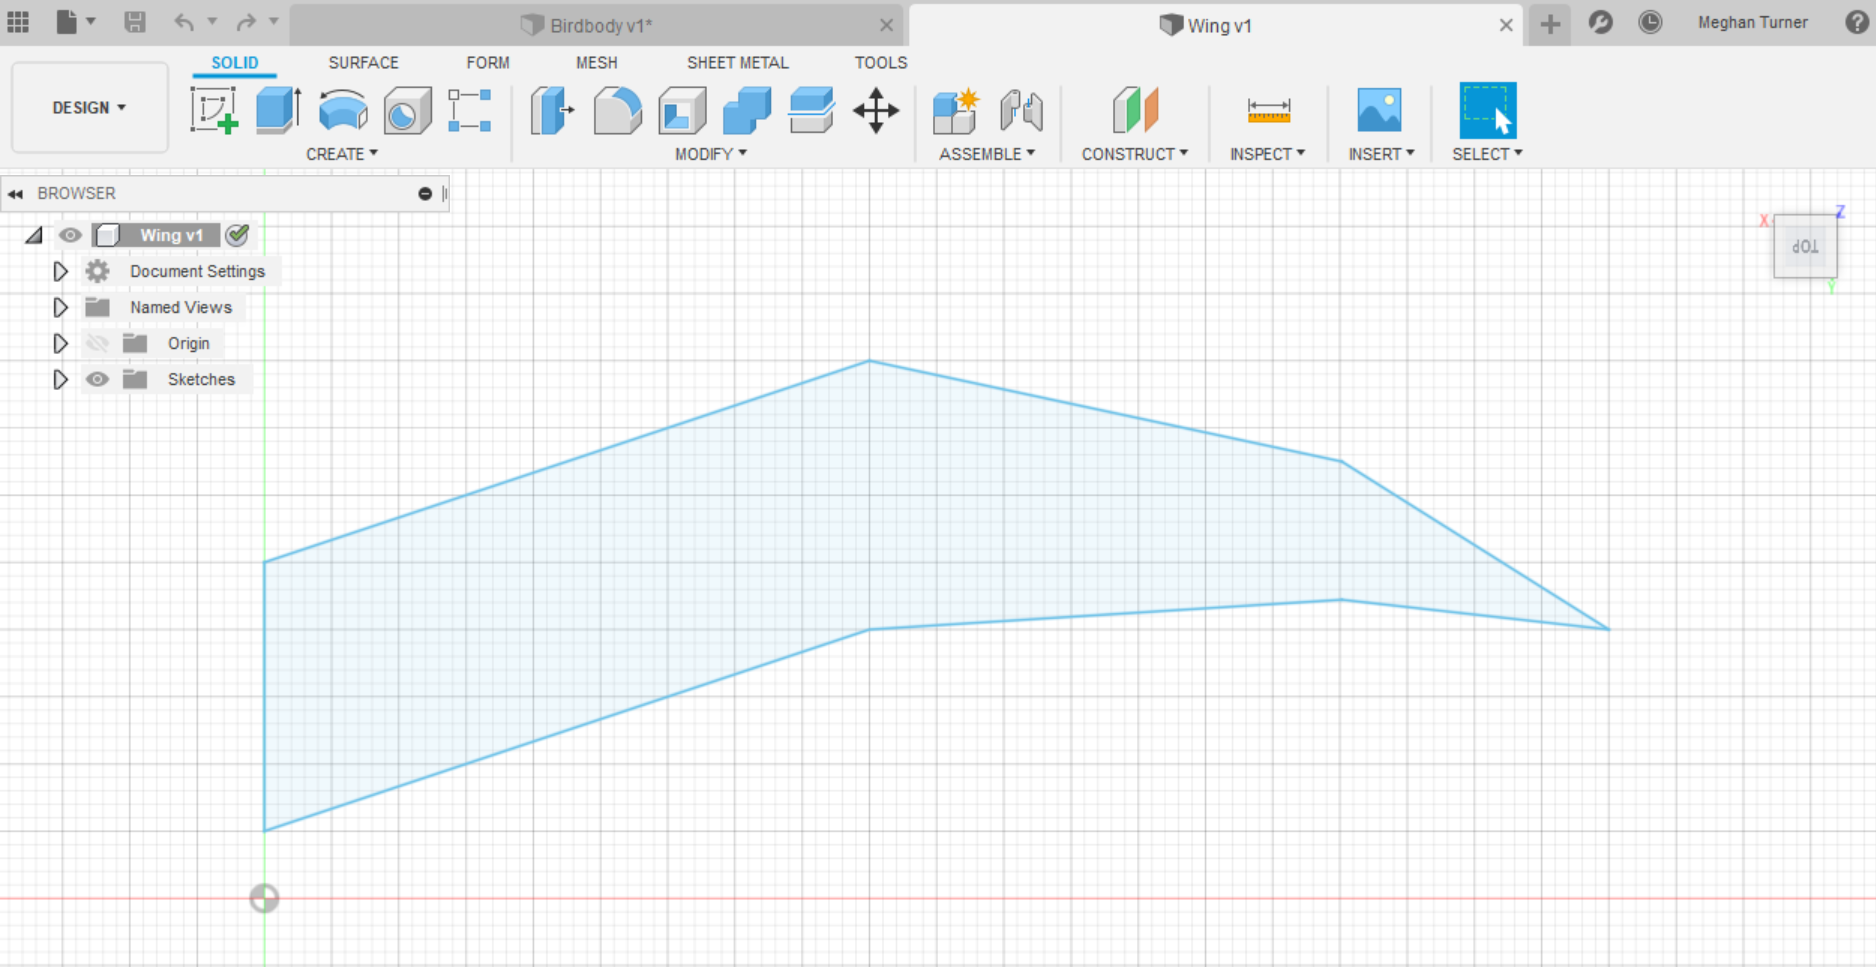 Birdbody v1*
Wing v1
Meghan Turner
SOLID SURFACE FORM MESH SHEET METAL TOOLS
DESIGN
CREATE MODIFY ASSEMBLE CONSTRUCT INSPECT INSERT SELECT
BROWSER
Wing v1
Document Settings
Named Views
Origin
Sketches
X
Z
TOP
Y